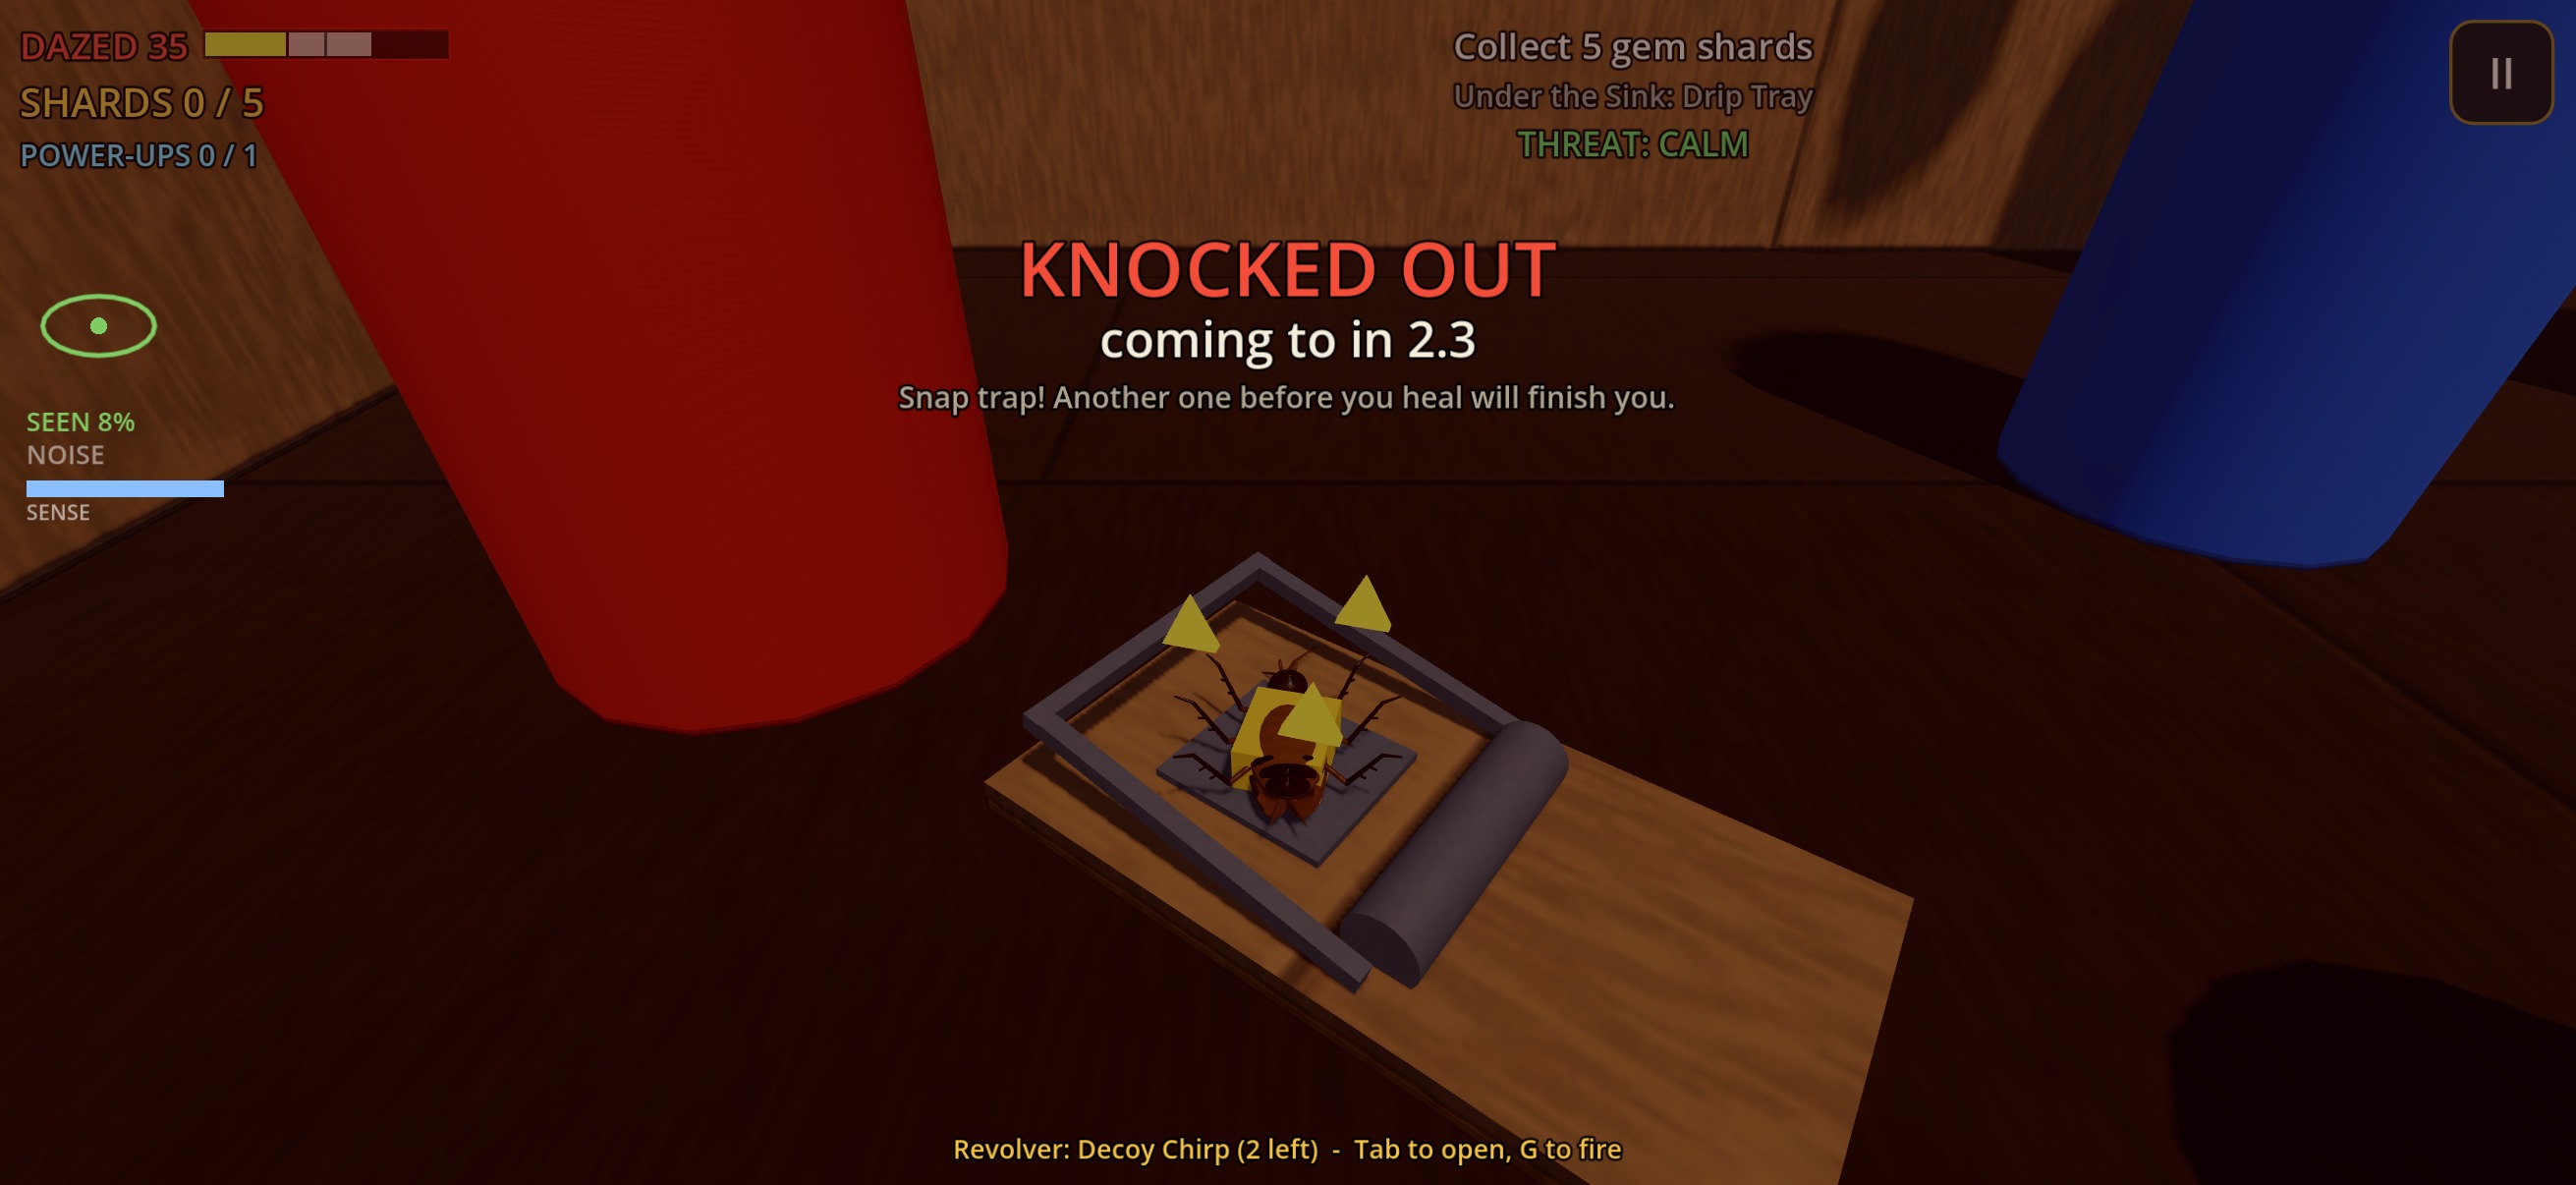 DAZED 35
SHARDS 0 / 5
POWER-UPS 0 / 1
Collect 5 gem shards
Under the Sink: Drip Tray
THREAT: CALM
KNOCKED OUT
coming to in 2.3
Snap trap! Another one before you heal will finish you.
SEEN 8%
NOISE
SENSE
Revolver: Decoy Chirp (2 left)  -  Tab to open, G to fire